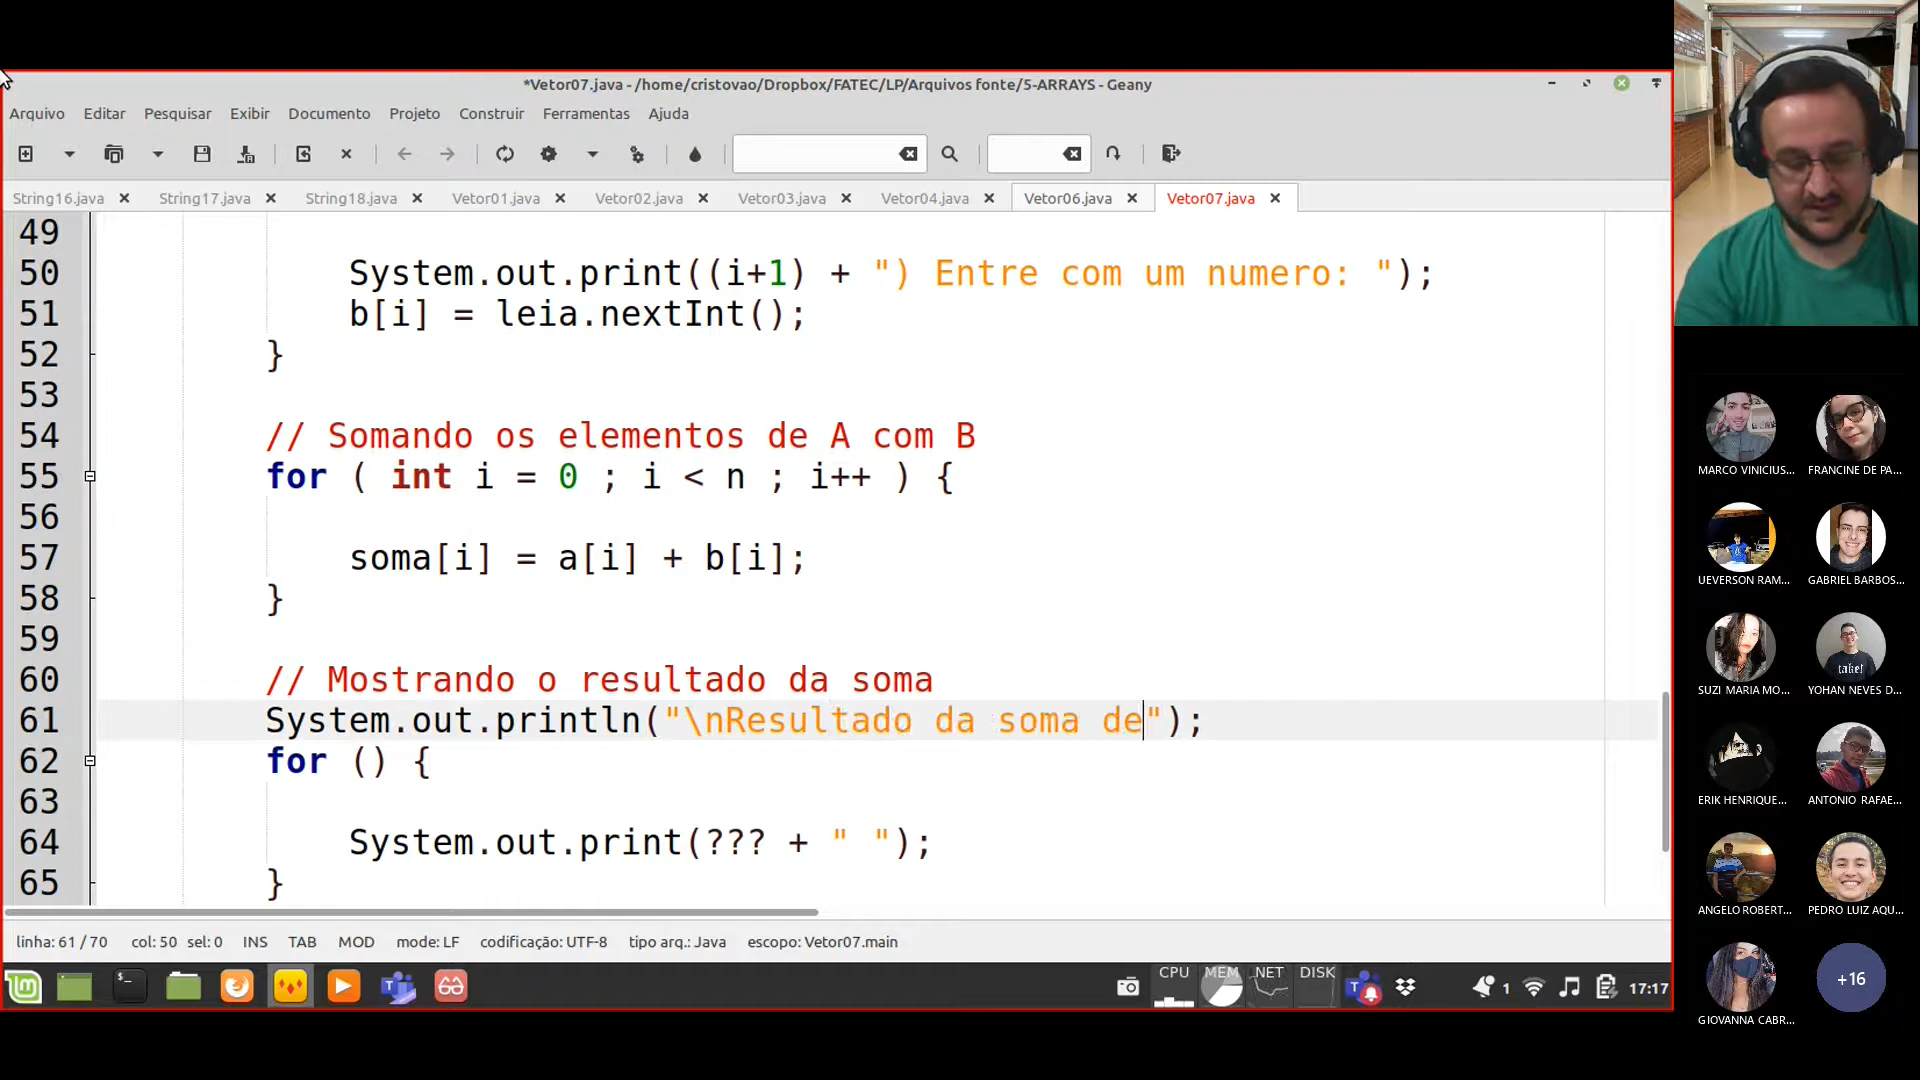 *Vetor07.java - /home/cristovao/Dropbox/FATEC/LP/Arquivos fonte/5-ARRAYS - Geany
Arquivo Editar Pesquisar Exibir Documento Projeto Construir Ferramentas Ajuda
String16.java String17.java String18.java Vetor01.java Vetor02.java Vetor03.java Vetor04.java Vetor06.java Vetor07.java
49
50 System.out.print((i+1) + ") Entre com um numero: ");
51 b[i] = leia.nextInt();
52 }
53
54 // Somando os elementos de A com B
55 for ( int i = 0 ; i < n ; i++ ) {
56
57 soma[i] = a[i] + b[i];
58 }
59
60 // Mostrando o resultado da soma
61 System.out.println("\nResultado da soma de");
62 for () {
63
64 System.out.print(??? + " ");
65 }
linha: 61 / 70 col: 50 sel: 0 INS TAB MOD mode: LF codificação: UTF-8 tipo arq.: Java escopo: Vetor07.main
CPU MEM NET DISK 1 17:17
MARCO VINICIUS... FRANCINE DE PA...
UEVERSON RAM... GABRIEL BARBOS...
SUZI MARIA MO... YOHAN NEVES D...
ERIK HENRIQUE... ANTONIO RAFAE...
ANGELO ROBERT... PEDRO LUIZ AQU...
GIOVANNA CABR... +16